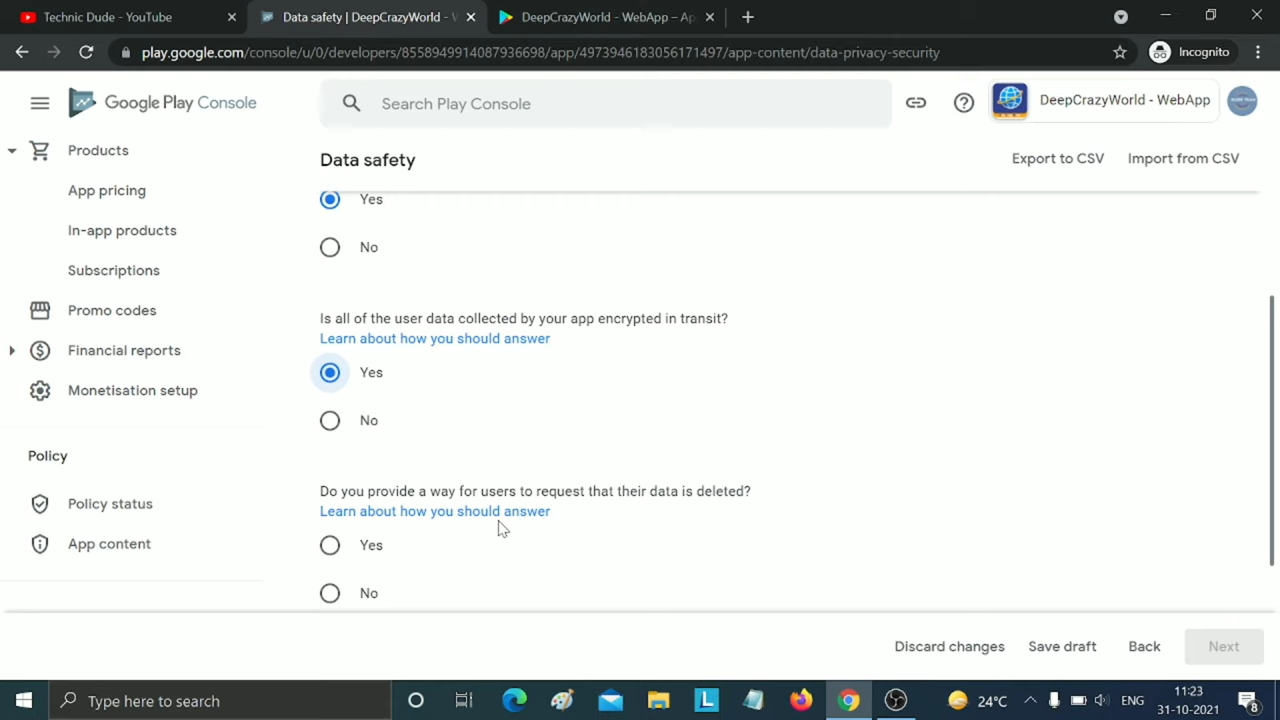 Technic Dude - YouTube
Data safety | DeepCrazyWorld - W
DeepCrazyWorld - WebApp – Ap
play.google.com/console/u/0/developers/8558949914087936698/app/4973946183056171497/app-content/data-privacy-security
Incognito
Google Play Console
Search Play Console
DeepCrazyWorld - WebApp
Products
App pricing
In-app products
Subscriptions
Promo codes
Financial reports
Monetisation setup
Policy
Policy status
App content
Data safety
Export to CSV
Import from CSV
Yes
No
Is all of the user data collected by your app encrypted in transit?
Learn about how you should answer
Yes
No
Do you provide a way for users to request that their data is deleted?
Learn about how you should answer
Yes
No
Discard changes
Save draft
Back
Next
Type here to search
L
24°C
ENG
11:23
31-10-2021
8